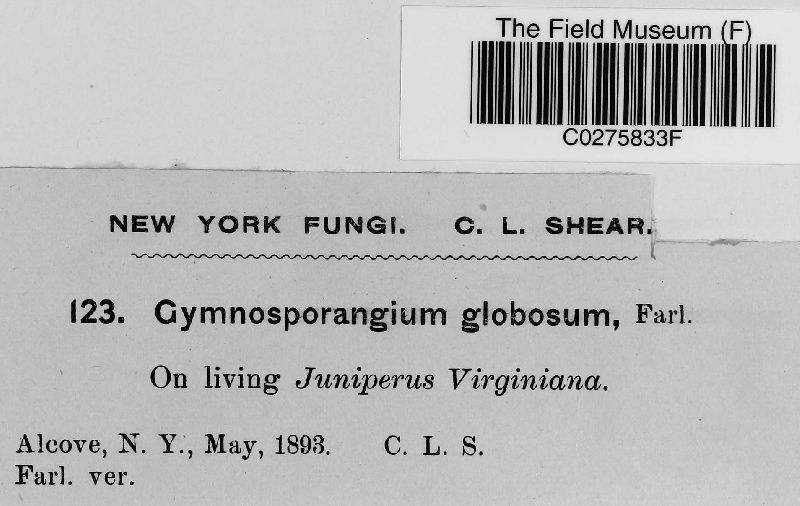 The Field Museum (F)
C0275833F
NEW YORK FUNGI. C. L. SHEAR.
123. Gymnosporangium globosum, Farl.
On living Juniperus Virginiana.
Alcove, N. Y., May, 1893. C. L. S.
Farl. ver.